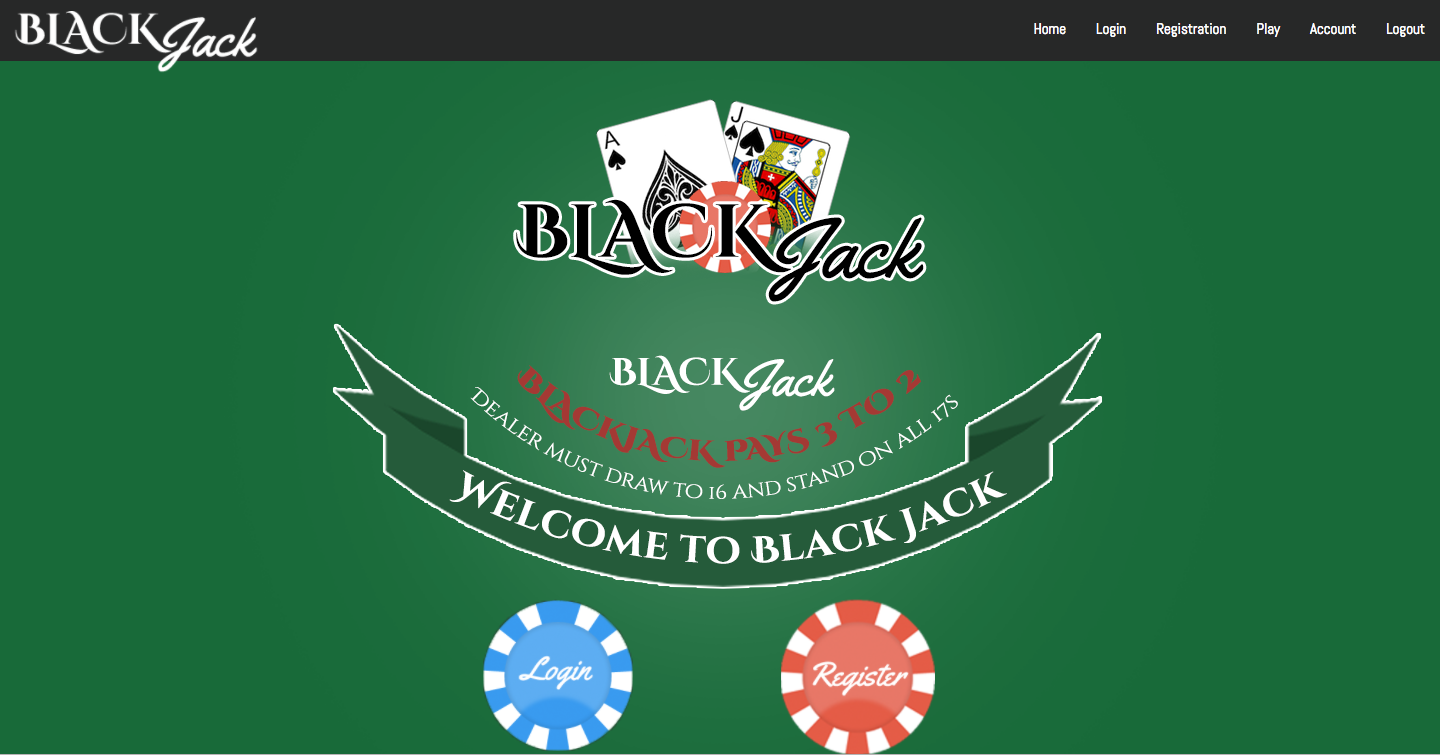 BLACKJack
Home Login Registration Play Account Logout
A
J
BLACKJack
BLACKJack
BLACKJACK PAYS 3 TO 2
DEALER MUST DRAW TO 16 AND STAND ON ALL 17S
WELCOME TO BLACK JACK
Login Register